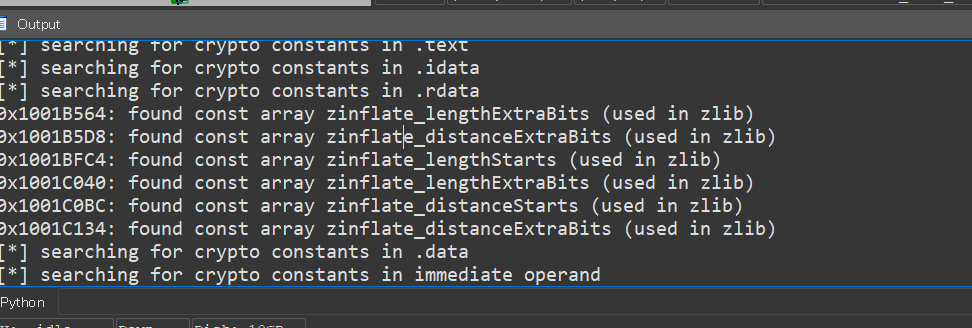 Output
[*] searching for crypto constants in .text
[*] searching for crypto constants in .idata
[*] searching for crypto constants in .rdata
0x1001B564: found const array zinflate_lengthExtraBits (used in zlib)
0x1001B5D8: found const array zinflate_distanceExtraBits (used in zlib)
0x1001BFC4: found const array zinflate_lengthStarts (used in zlib)
0x1001C040: found const array zinflate_lengthExtraBits (used in zlib)
0x1001C0BC: found const array zinflate_distanceStarts (used in zlib)
0x1001C134: found const array zinflate_distanceExtraBits (used in zlib)
[*] searching for crypto constants in .data
[*] searching for crypto constants in immediate operand
Python